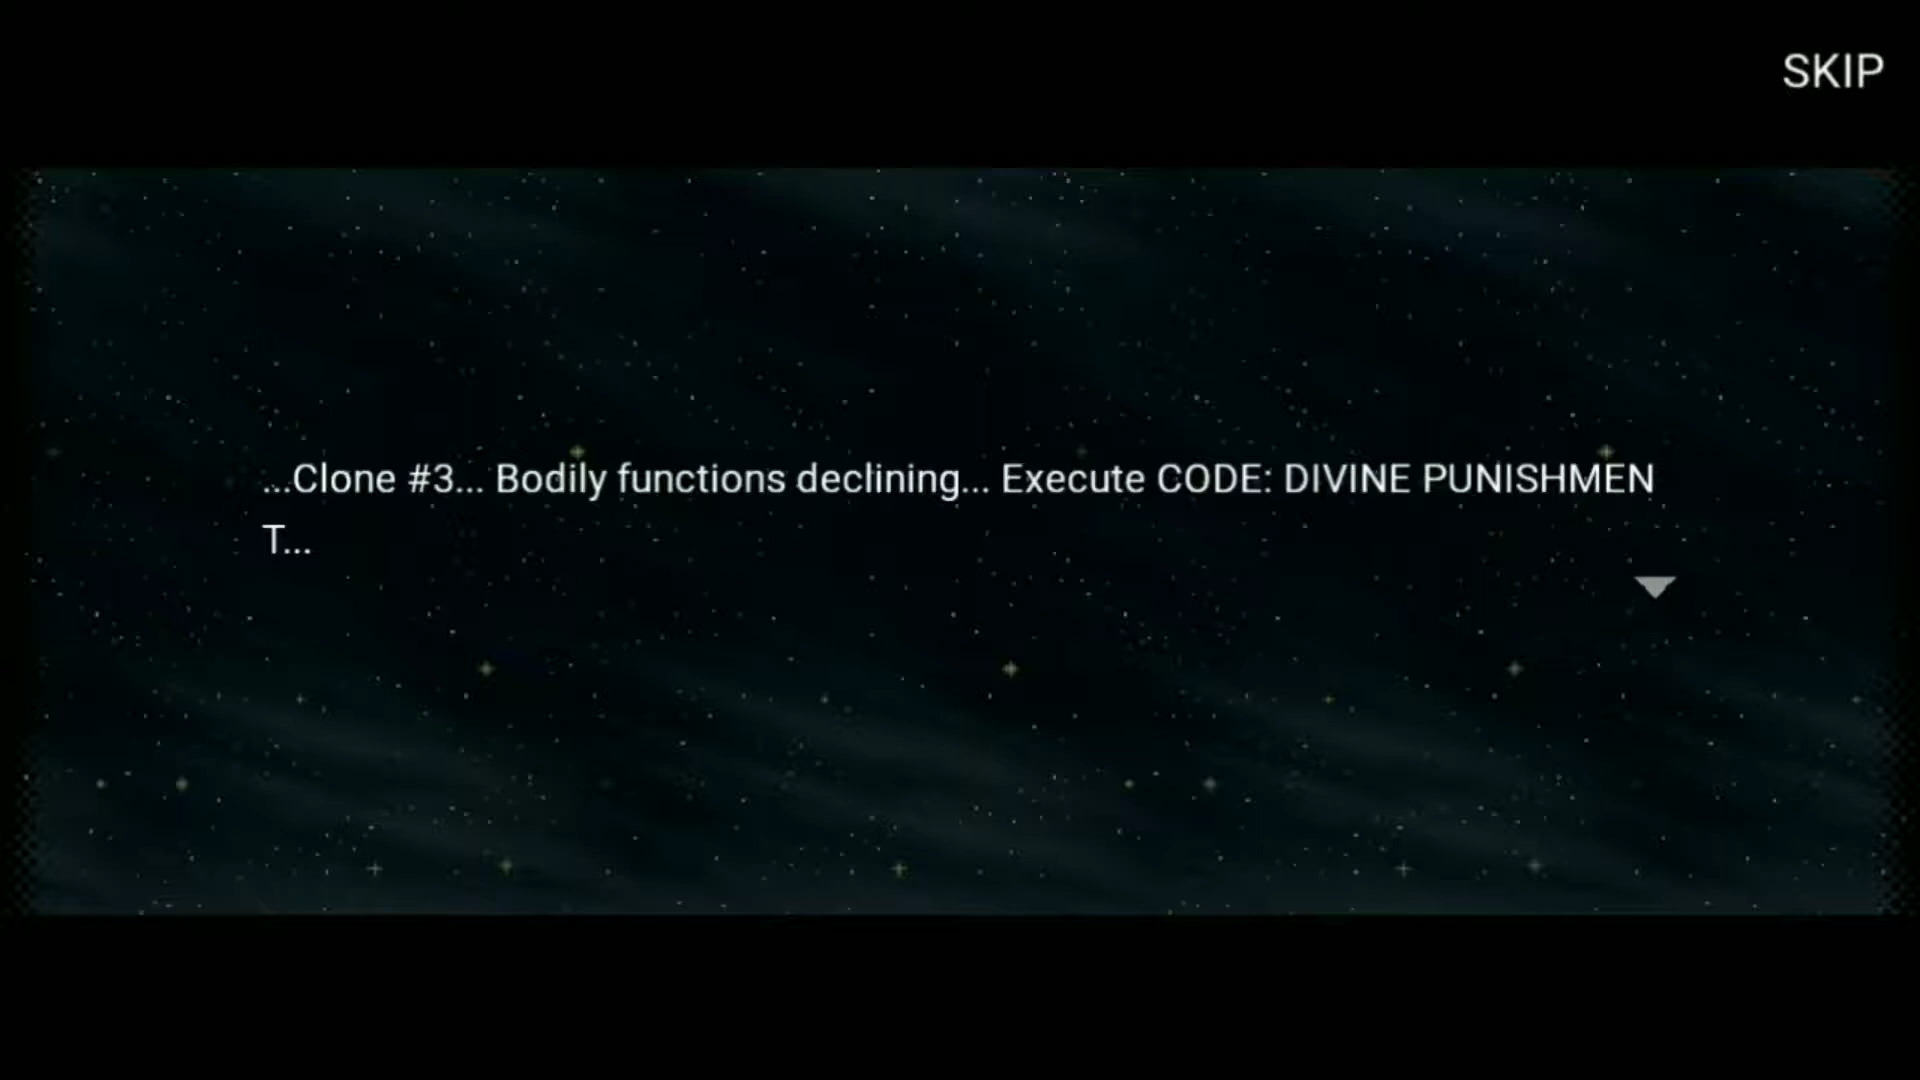 SKIP
...Clone #3... Bodily functions declining... Execute CODE: DIVINE PUNISHMEN
T...